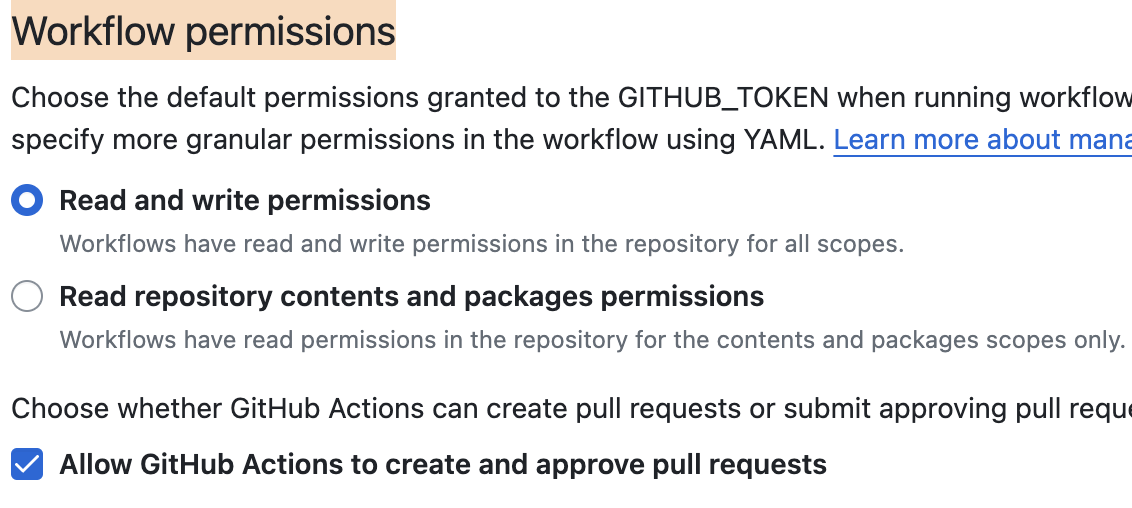 Workflow permissions
Choose the default permissions granted to the GITHUB_TOKEN when running workflow
specify more granular permissions in the workflow using YAML. Learn more about mana
Read and write permissions
Workflows have read and write permissions in the repository for all scopes.
Read repository contents and packages permissions
Workflows have read permissions in the repository for the contents and packages scopes only.
Choose whether GitHub Actions can create pull requests or submit approving pull reque
Allow GitHub Actions to create and approve pull requests